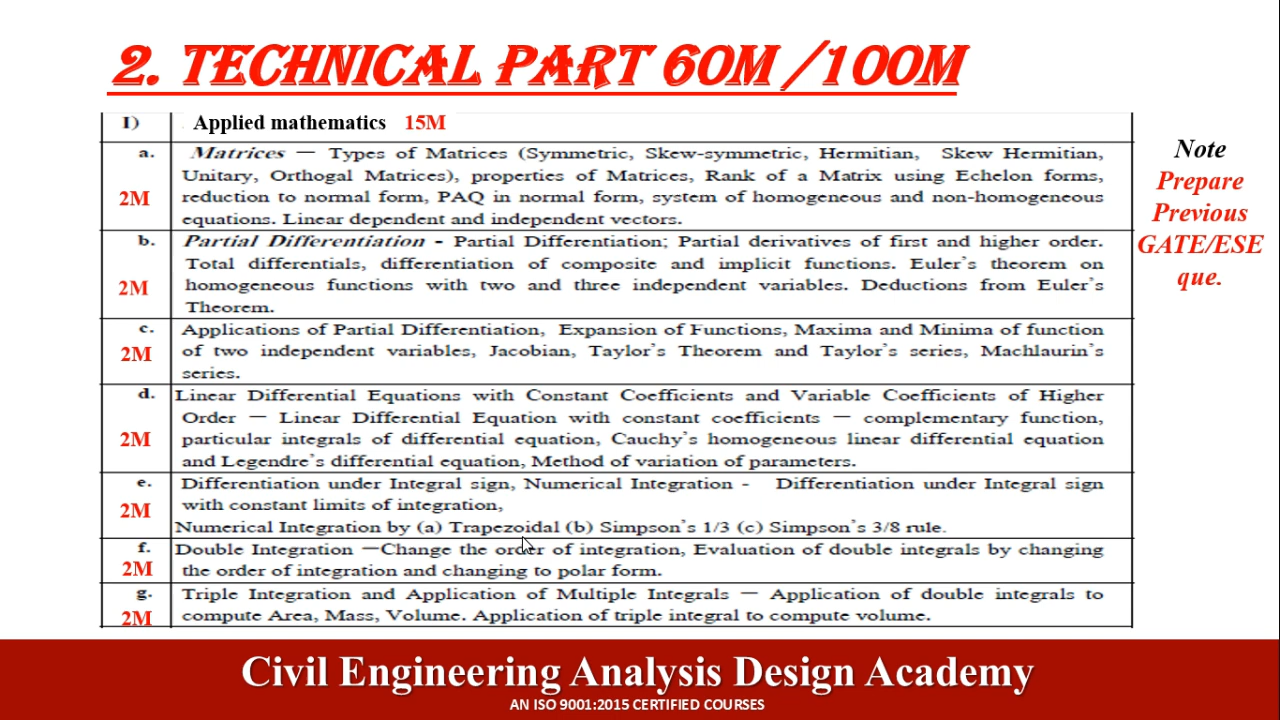 2. TECHNICAL PART 60M /100M
I) Applied mathematics 15M
a. Matrices — Types of Matrices (Symmetric, Skew-symmetric, Hermitian, Skew Hermitian,
Unitary, Orthogal Matrices), properties of Matrices, Rank of a Matrix using Echelon forms,
2M reduction to normal form, PAQ in normal form, system of homogeneous and non-homogeneous
equations. Linear dependent and independent vectors.
b. Partial Differentiation - Partial Differentiation; Partial derivatives of first and higher order.
Total differentials, differentiation of composite and implicit functions. Euler's theorem on
2M homogeneous functions with two and three independent variables. Deductions from Euler's
Theorem.
c. Applications of Partial Differentiation, Expansion of Functions, Maxima and Minima of function
2M of two independent variables, Jacobian, Taylor's Theorem and Taylor's series, Machlaurin's
series.
d. Linear Differential Equations with Constant Coefficients and Variable Coefficients of Higher
Order — Linear Differential Equation with constant coefficients — complementary function,
2M particular integrals of differential equation, Cauchy's homogeneous linear differential equation
and Legendre's differential equation, Method of variation of parameters.
e. Differentiation under Integral sign, Numerical Integration - Differentiation under Integral sign
2M with constant limits of integration,
Numerical Integration by (a) Trapezoidal (b) Simpson's 1/3 (c) Simpson's 3/8 rule.
f. Double Integration —Change the order of integration, Evaluation of double integrals by changing
2M the order of integration and changing to polar form.
g. Triple Integration and Application of Multiple Integrals — Application of double integrals to
2M compute Area, Mass, Volume. Application of triple integral to compute volume.
Note
Prepare
Previous
GATE/ESE
que.
Civil Engineering Analysis Design Academy
AN ISO 9001:2015 CERTIFIED COURSES